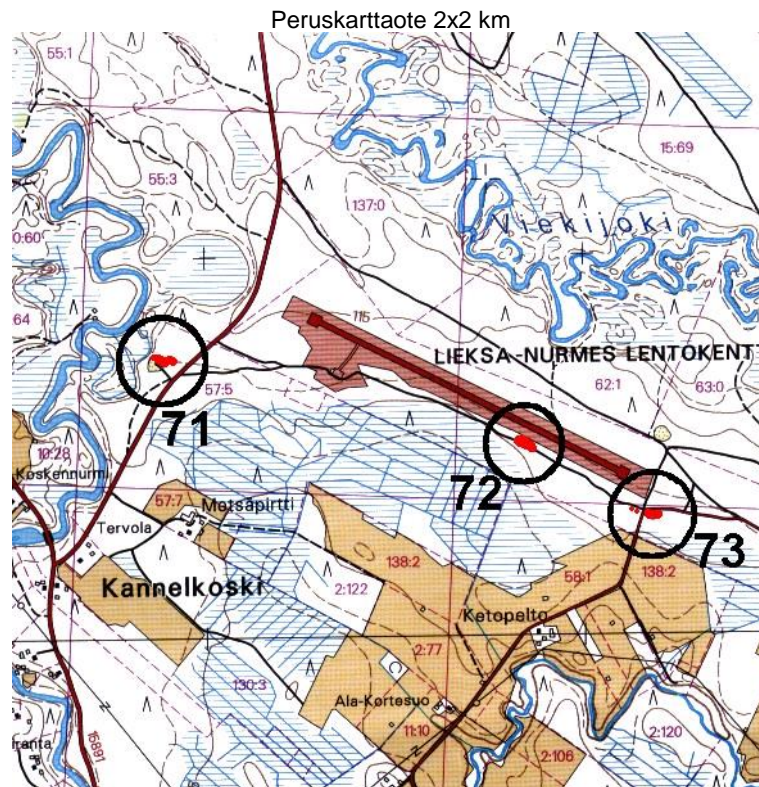 Peruskarttaote 2x2 km
55:1
15:69
55:3
137:0
Viekijoki
0:60
jol
64
115
LIEKSA-NURMES LENTOKENTT
57:5
62:1
63:0
71
10:28
Koskennurmi
72
57:7
Metsäpirtti
Tervola
73
138:2
58:1
138:2
Kannelkoski
2:122
Ketopelto
2:77
130:3
Ala-Kortesuo
11:10
2:120
15891
ranta
2:106